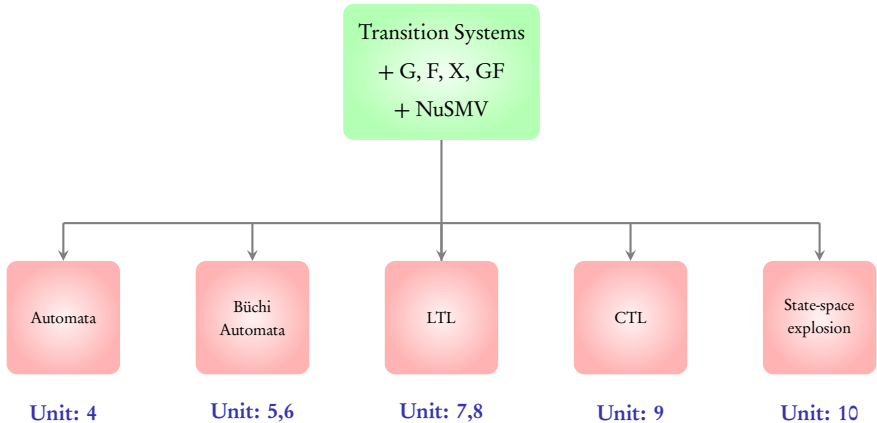 Transition Systems
+ G, F, X, GF
+ NuSMV
Automata
Büchi
Automata
LTL
CTL
State-space
explosion
Unit: 4
Unit: 5,6
Unit: 7,8
Unit: 9
Unit: 10